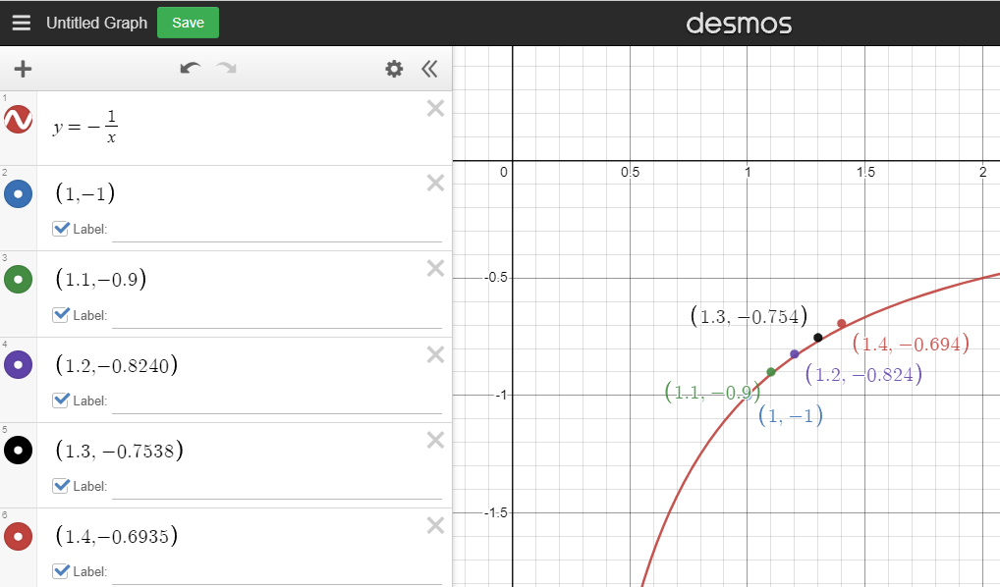 Untitled Graph Save desmos
1
y = −1/x
2
(1,−1)
Label:
3
(1.1,−0.9)
Label:
4
(1.2,−0.8240)
Label:
5
(1.3, −0.7538)
Label:
6
(1.4,−0.6935)
Label:
0 0.5 1 1.5 2
-0.5
(1.3, −0.754)
(1.4, −0.694)
(1.2, −0.824)
(1.1, −0.9)
-1
(1, −1)
-1.5